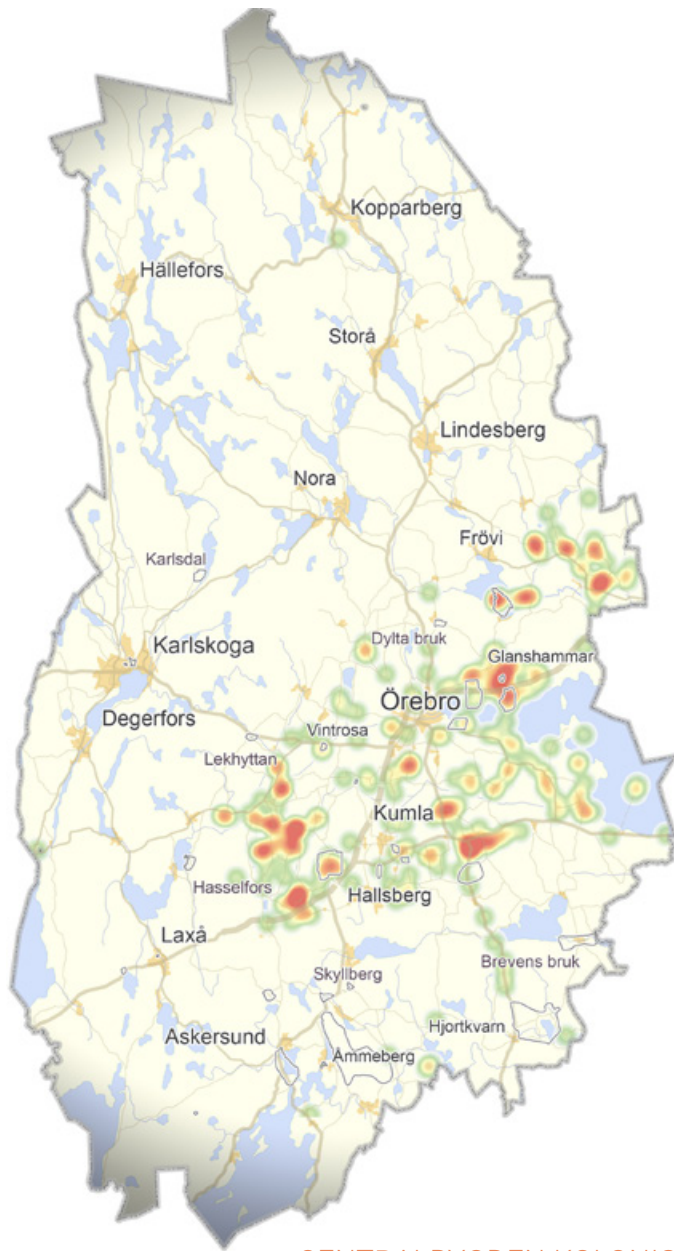 Kopparberg
Hällefors
Storå
Lindesberg
Nora
Frövi
Karlsdal
Karlskoga
Dylta bruk
Glanshammar
Örebro
Degerfors
Vintrosa
Lekhyttan
Kumla
Hasselfors
Hallsberg
Laxå
Brevens bruk
Skyllberg
Hjortkvarn
Askersund
Åmmeberg